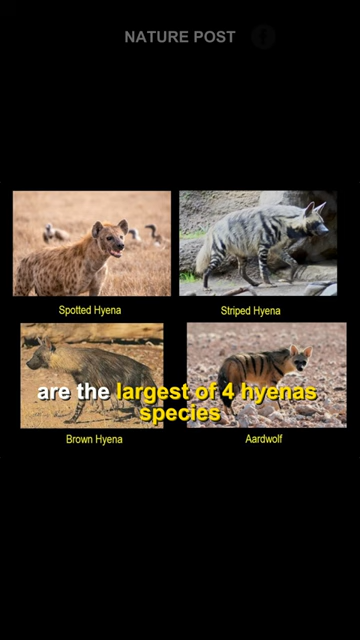 NATURE POST
Spotted Hyena
Striped Hyena
are the largest of 4 hyenas
species
Brown Hyena
Aardwolf